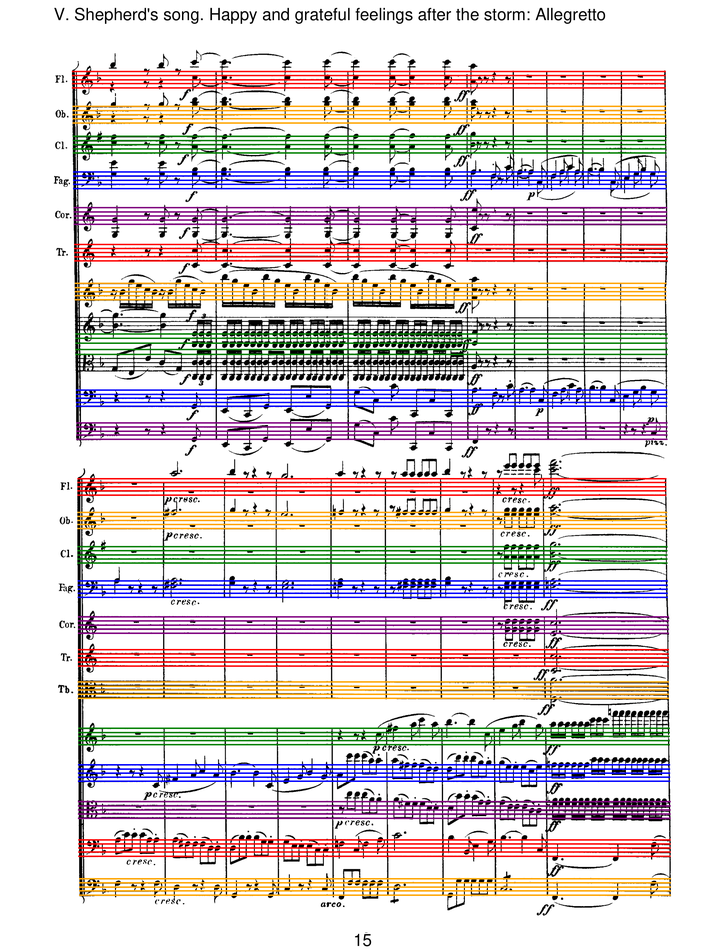 V. Shepherd's song. Happy and grateful feelings after the storm: Allegretto
Fl.
f
ff
Ob.
f
ff
Cl.
f
ff
Fag.
f
ff
p
Cor.
f
ff
Tr.
f
f
ff
f
3
3
f
ff
p
f
ff
pizz.
Fl.
p cresc.
cresc.
ff
Ob.
p cresc.
cresc.
ff
Cl.
cresc.
ff
Fag.
cresc.
cresc.
ff
Cor.
cresc.
ff
Tr.
ff
Tb.
ff
p cresc.
ff
p cresc.
ff
p cresc.
ff
cresc.
ff
cresc.
arco.
ff
15